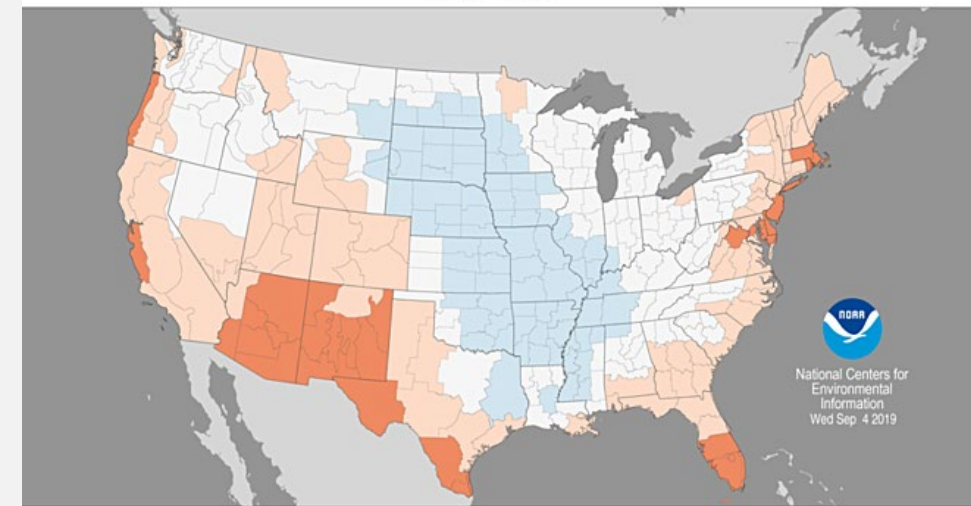 NOAA
National Centers for
Environmental
Information
Wed Sep 4 2019